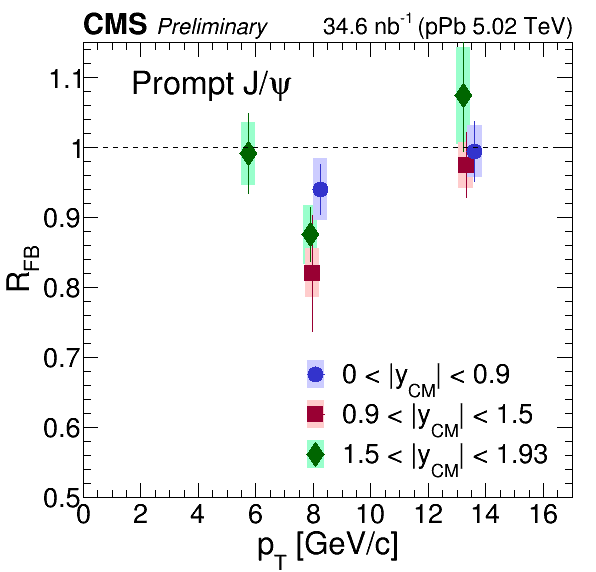 CMS Preliminary 34.6 nb⁻¹ (pPb 5.02 TeV)
Prompt J/ψ
R_FB
1.1
1
0.9
0.8
0.7
0.6
0.5
0 < |y_CM| < 0.9
0.9 < |y_CM| < 1.5
1.5 < |y_CM| < 1.93
0 2 4 6 8 10 12 14 16
p_T [GeV/c]